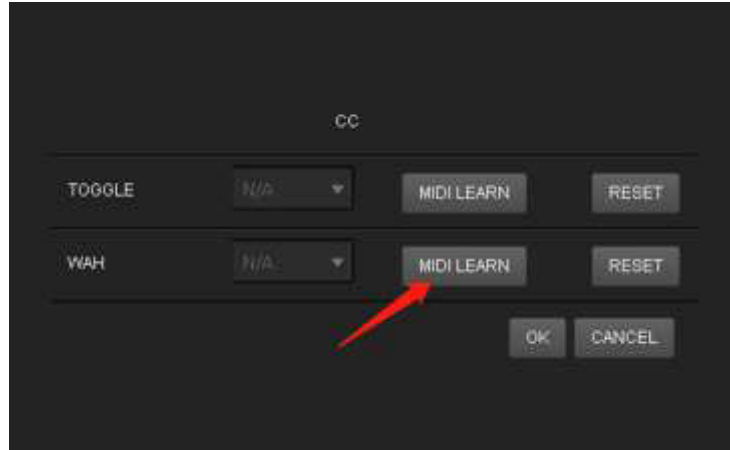 CC
TOGGLE N/A MIDI LEARN RESET
WAH N/A MIDI LEARN RESET
OK CANCEL